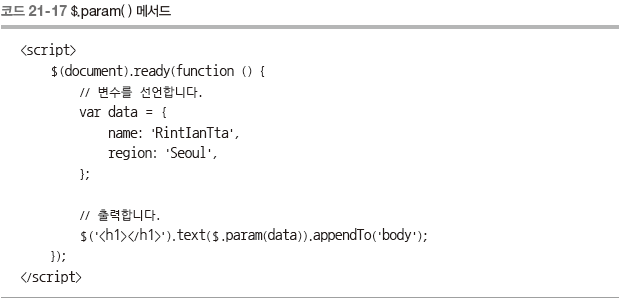 코드 21-17 $.param( ) 메서드
<script>
    $(document).ready(function () {
        // 변수를 선언합니다.
        var data = {
            name: 'RintIanTta',
            region: 'Seoul',
        };

        // 출력합니다.
        $('<h1></h1>').text($.param(data)).appendTo('body');
    });
</script>